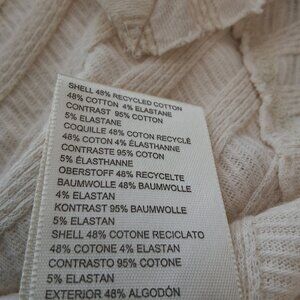 SHELL 48% RECYCLED COTTON
48% COTTON 4% ELASTAN
CONTRAST 95% COTTON
5% ELASTANE
COQUILLE 48% COTON RECYCLÉ
48% COTON 4% ÉLASTHANNE
CONTRASTE 95% COTON
5% ÉLASTHANNE
OBERSTOFF 48% RECYCELTE
BAUMWOLLE 48% BAUMWOLLE
4% ELASTAN
KONTRAST 95% BAUMWOLLE
5% ELASTAN
SHELL 48% COTONE RICICLATO
48% COTONE 4% ELASTAN
CONTRASTO 95% COTONE
5% ELASTAN
EXTERIOR 48% ALGODÓN